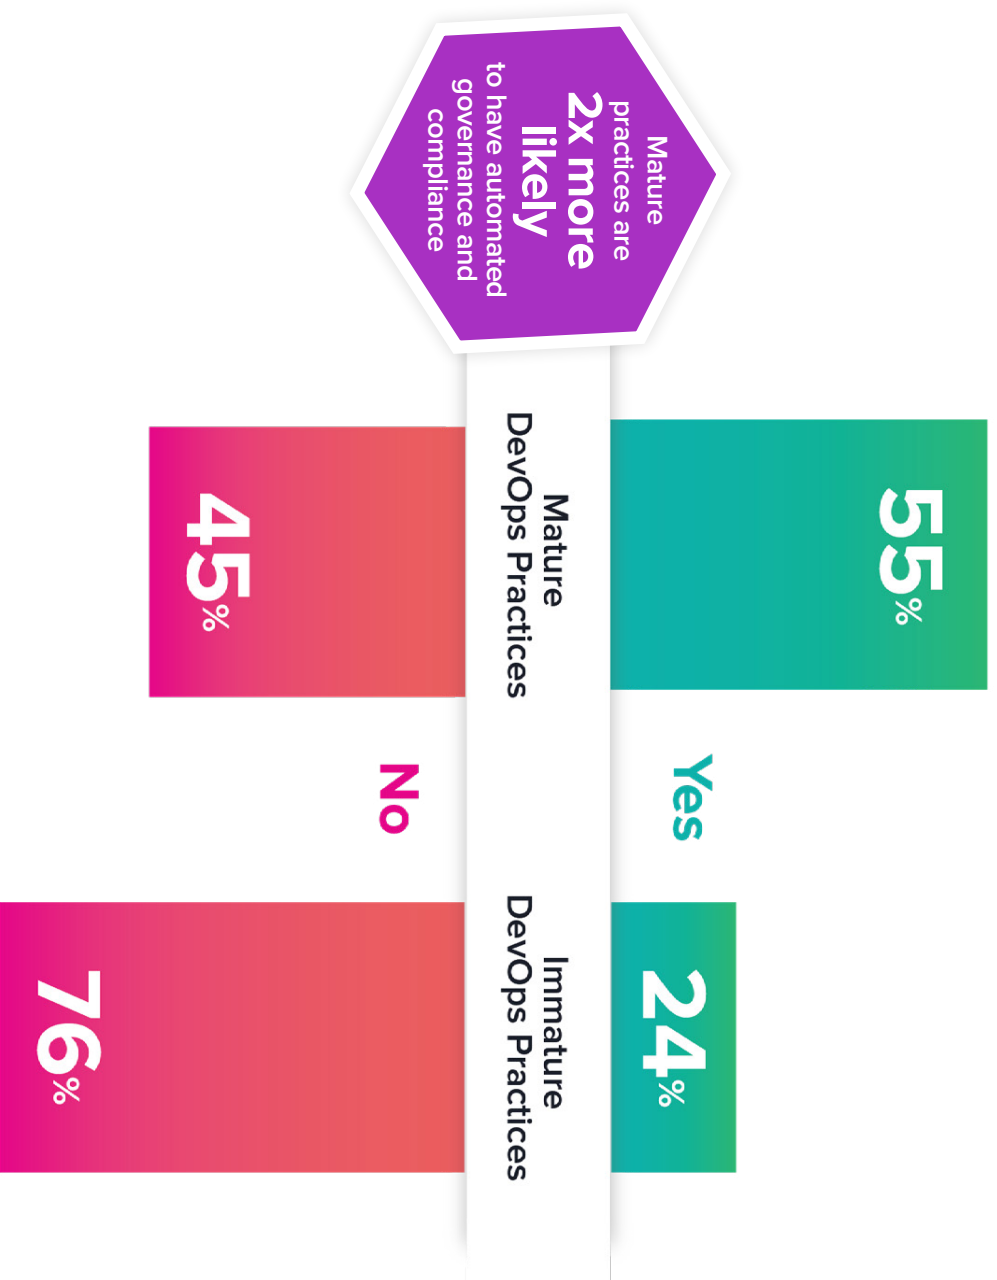 Mature
practices are
2x more
likely
to have automated
governance and
compliance
55%
Yes
24%
Mature
DevOps Practices
Immature
DevOps Practices
45%
No
76%